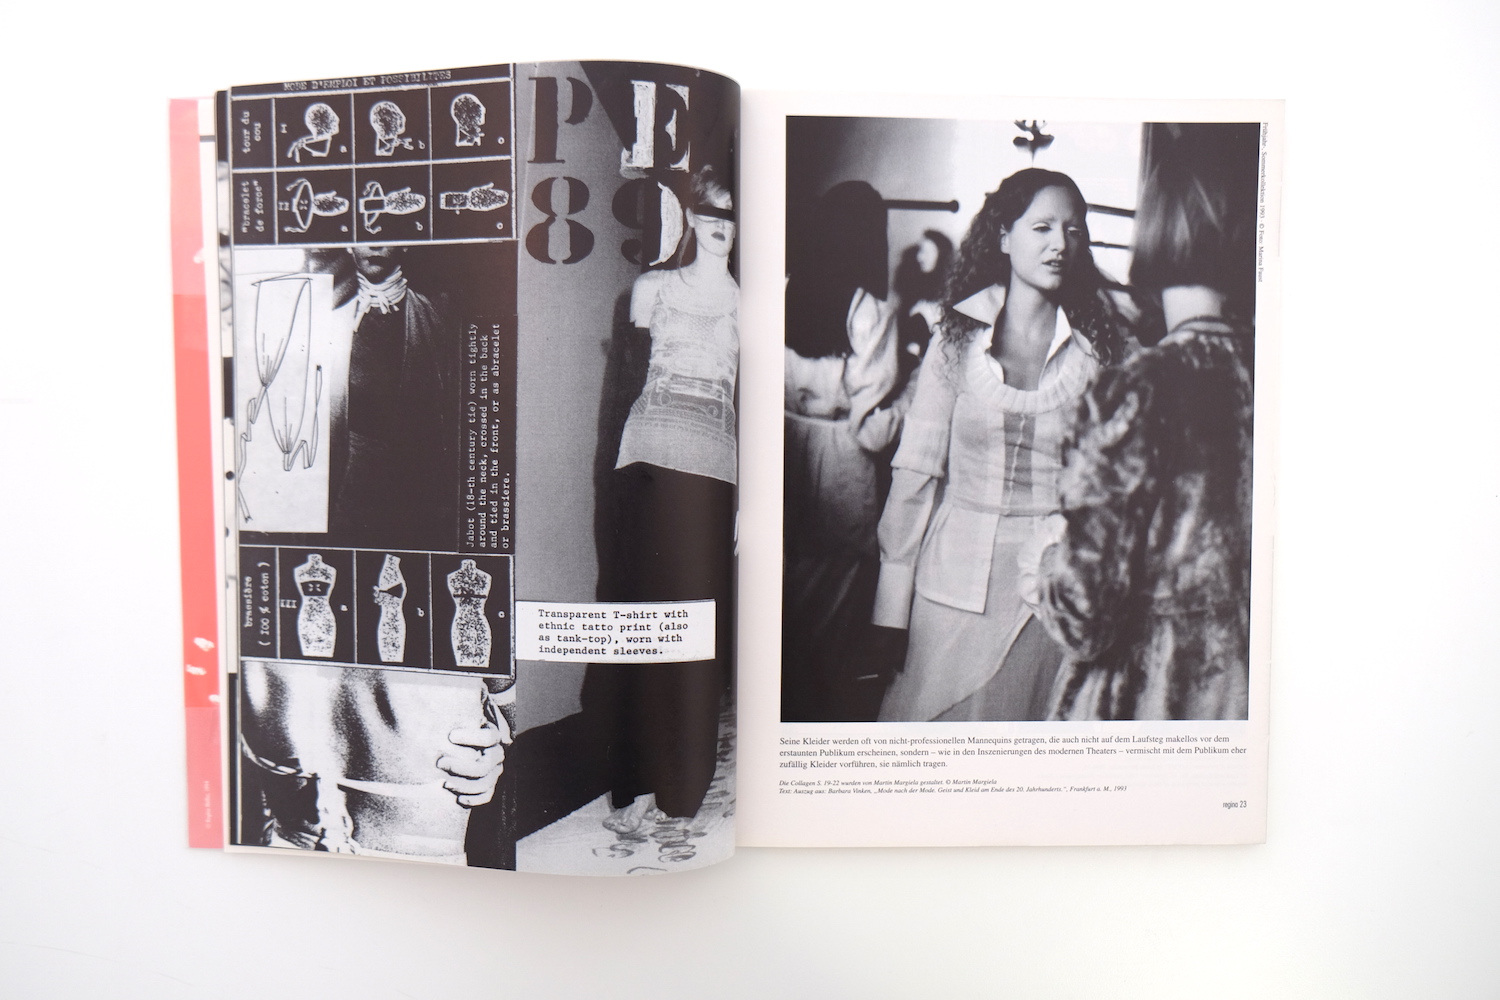 MODE D'EMPLOI ET POSSIBILITES
tour du
cou
I
a
b
c
"bracelet
de force"
II
a
b
c
Jabot (18-th century tie) worn tightly
around the neck, crossed in the back
and tied in the front, or as abracelet
or brassiere.
brassière
( 100 % coton )
III
a
b
c
PE
89
Transparent T-shirt with
ethnic tatto print (also
as tank-top), worn with
independent sleeves.
Frühjahr-, Sommerkollektion 1993 - © Foto: Marina Faust
Seine Kleider werden oft von nicht-professionellen Mannequins getragen, die auch nicht auf dem Laufsteg makellos vor dem
erstaunten Publikum erscheinen, sondern – wie in den Inszenierungen des modernen Theaters – vermischt mit dem Publikum eher
zufällig Kleider vorführen, sie nämlich tragen.
Die Collagen S. 19-22 wurden von Martin Margiela gestaltet. © Martin Margiela
Text: Auszug aus: Barbara Vinken, „Mode nach der Mode. Geist und Kleid am Ende des 20. Jahrhunderts.", Frankfurt a. M., 1993
regina 23